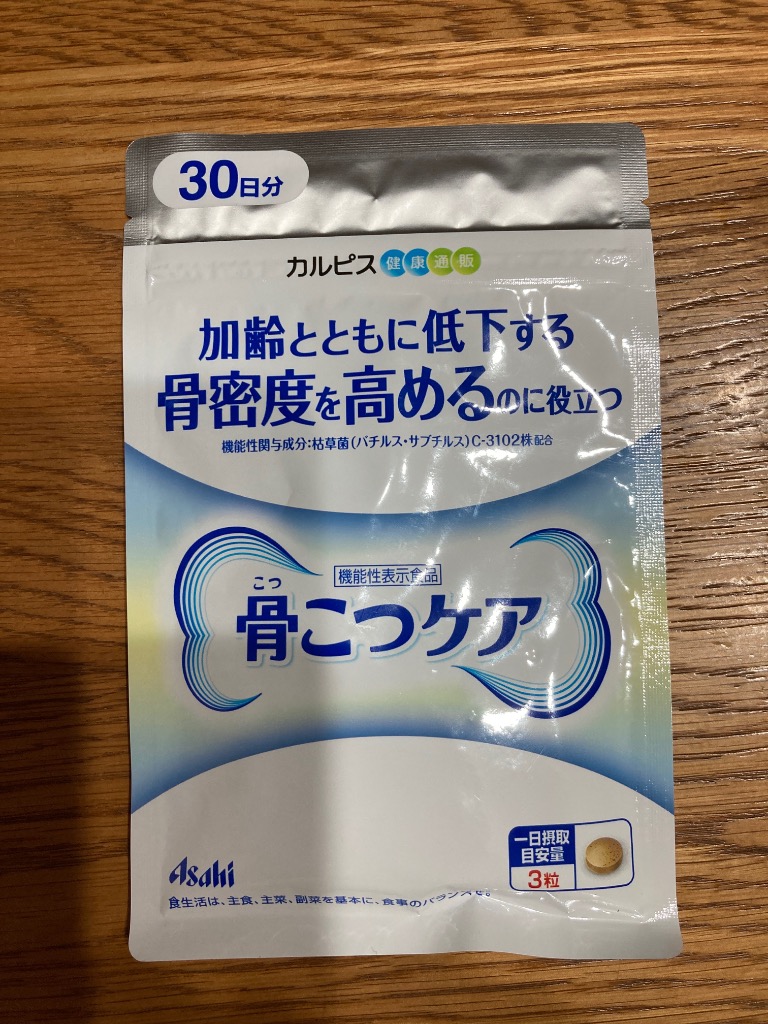 30日分
カルピス健康通販
加齢とともに低下する
骨密度を高めるのに役立つ
機能性関与成分:枯草菌(バチルス・サブチルス)C-3102株配合
機能性表示食品
こつ
骨こつケア
一日摂取
目安量
3粒
Asahi
食生活は、主食、主菜、副菜を基本に、食事のバランスを。